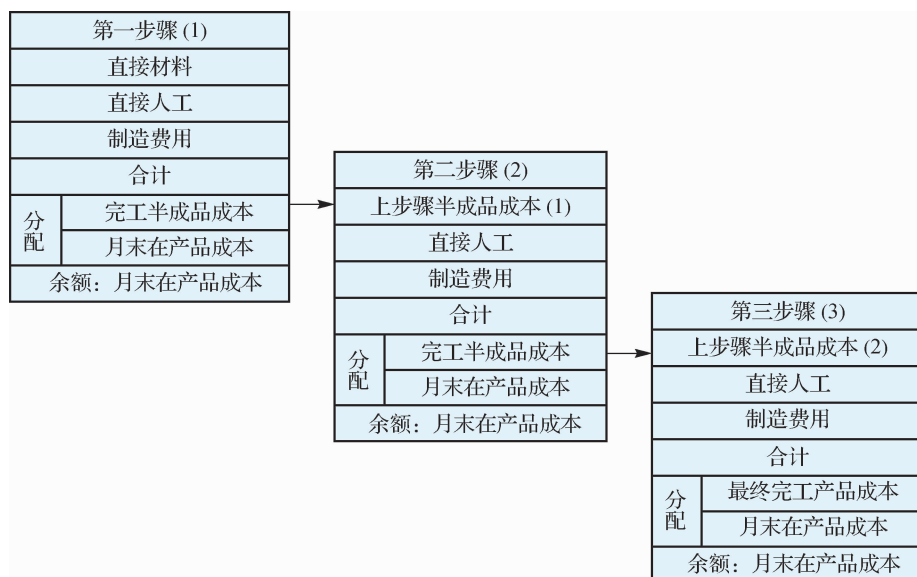 第一步骤 (1)
直接材料
直接人工
制造费用
合计
分配
完工半成品成本
月末在产品成本
余额：月末在产品成本
第二步骤 (2)
上步骤半成品成本 (1)
直接人工
制造费用
合计
分配
完工半成品成本
月末在产品成本
余额：月末在产品成本
第三步骤 (3)
上步骤半成品成本 (2)
直接人工
制造费用
合计
分配
最终完工产品成本
月末在产品成本
余额：月末在产品成本